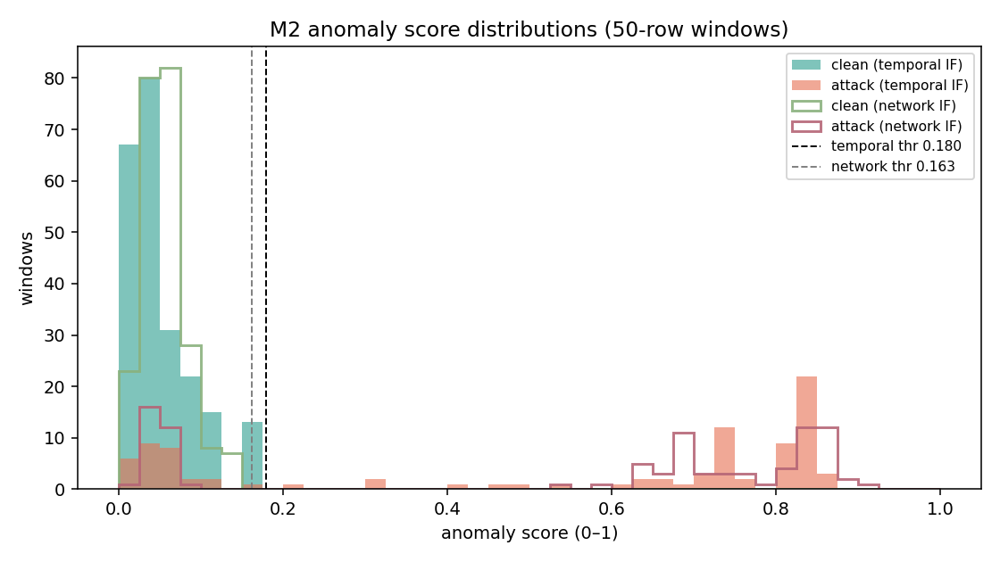 M2 anomaly score distributions (50-row windows)
clean (temporal IF)
attack (temporal IF)
clean (network IF)
attack (network IF)
temporal thr 0.180
network thr 0.163
windows
80
70
60
50
40
30
20
10
0
0.0 0.2 0.4 0.6 0.8 1.0
anomaly score (0–1)